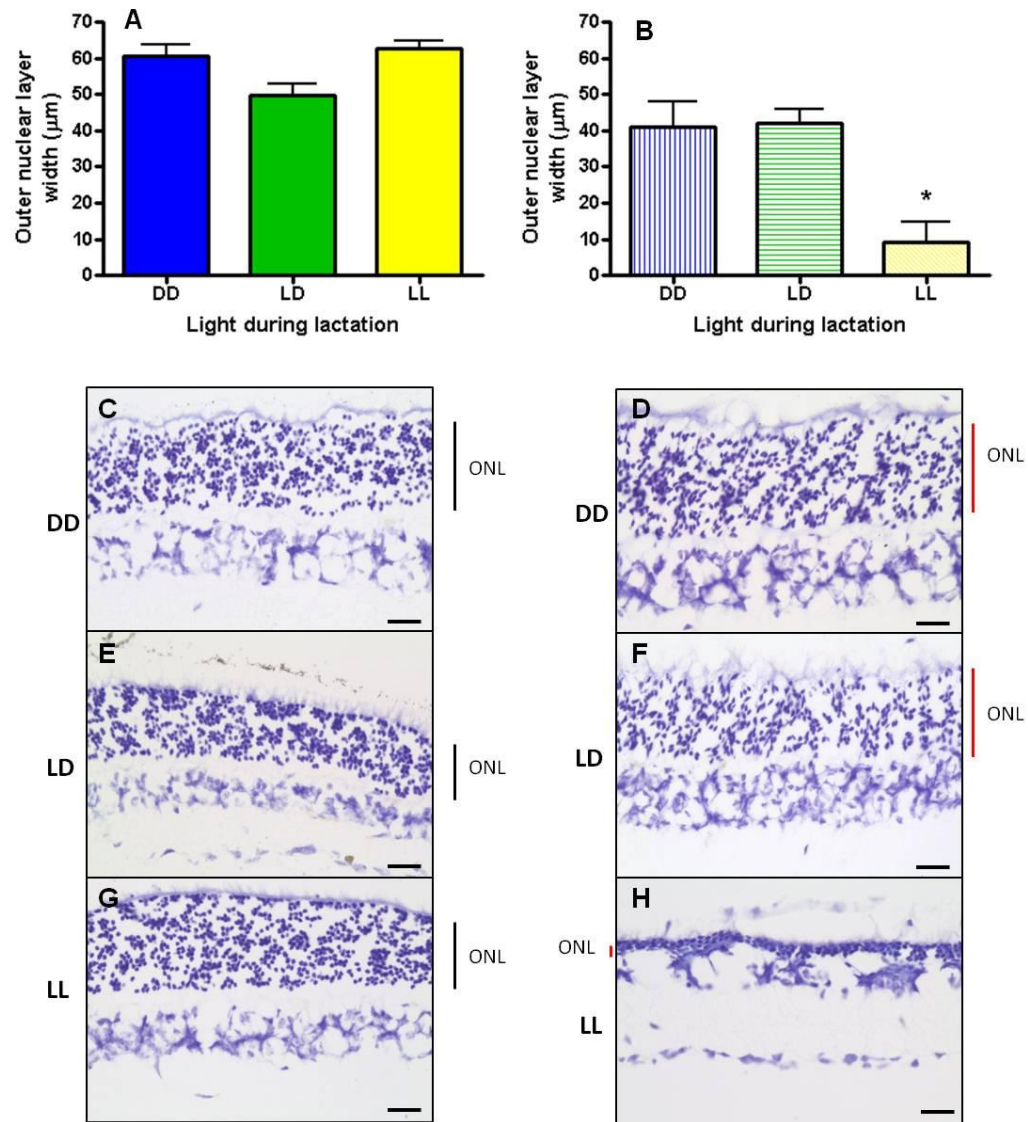 A
Outer nuclear layer
width (µm)
70
60
50
40
30
20
10
0
DD
LD
LL
Light during lactation
B
Outer nuclear layer
width (µm)
70
60
50
40
30
20
10
0
*
DD
LD
LL
Light during lactation
C
DD
ONL
D
DD
ONL
E
LD
ONL
F
LD
ONL
G
LL
ONL
H
ONL
LL